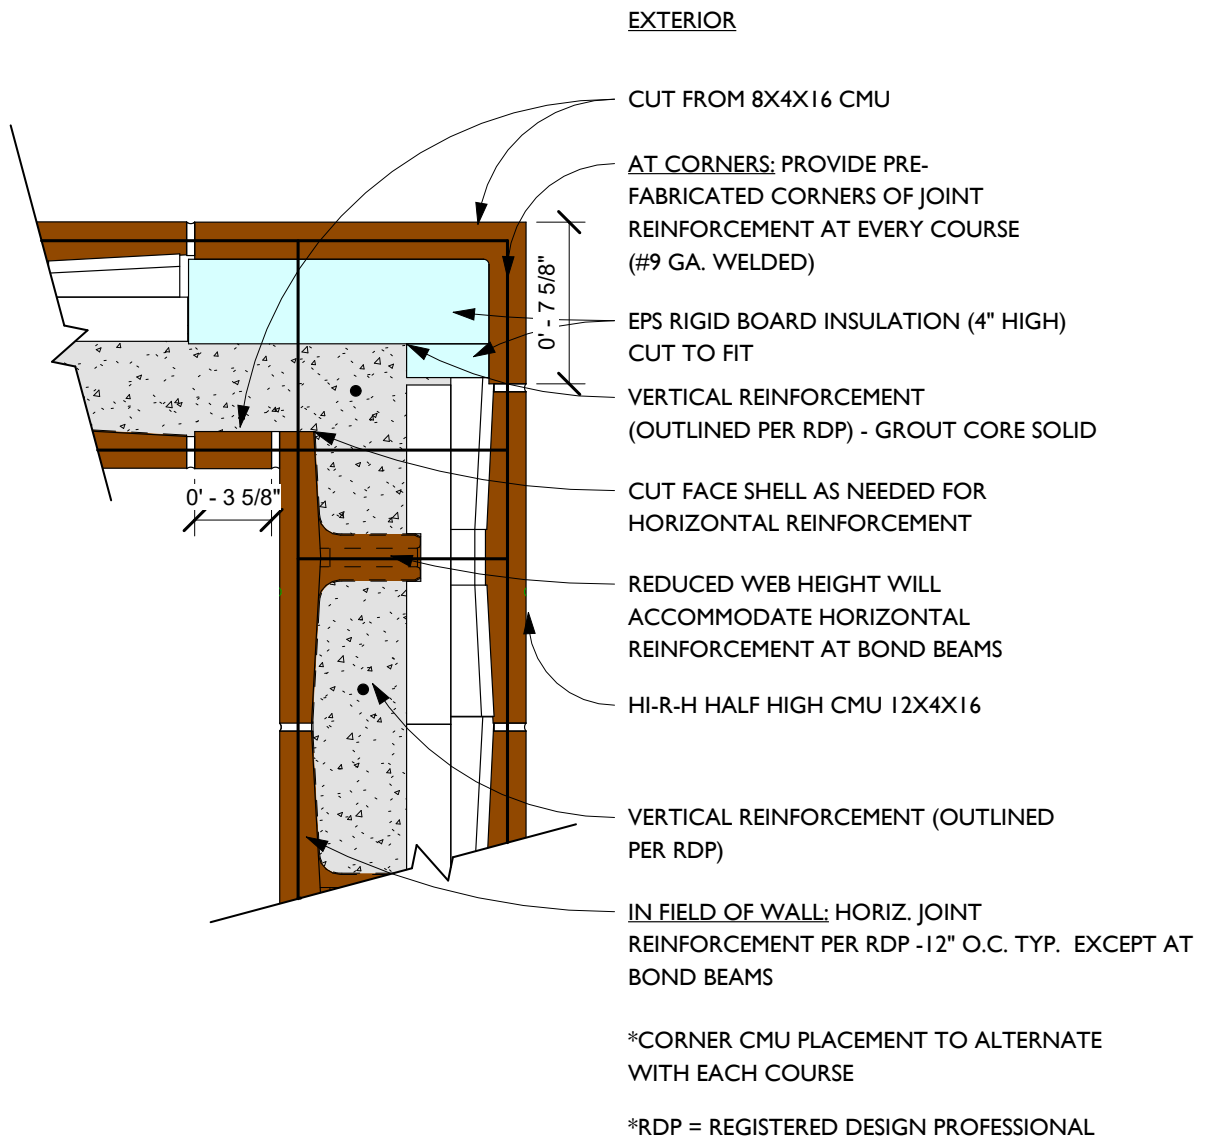 EXTERIOR
CUT FROM 8X4X16 CMU
AT CORNERS: PROVIDE PRE-
FABRICATED CORNERS OF JOINT
REINFORCEMENT AT EVERY COURSE
(#9 GA. WELDED)
0' - 7 5/8"
EPS RIGID BOARD INSULATION (4" HIGH)
CUT TO FIT
VERTICAL REINFORCEMENT
(OUTLINED PER RDP) - GROUT CORE SOLID
0' - 3 5/8"
CUT FACE SHELL AS NEEDED FOR
HORIZONTAL REINFORCEMENT
REDUCED WEB HEIGHT WILL
ACCOMMODATE HORIZONTAL
REINFORCEMENT AT BOND BEAMS
HI-R-H HALF HIGH CMU 12X4X16
VERTICAL REINFORCEMENT (OUTLINED
PER RDP)
IN FIELD OF WALL: HORIZ. JOINT
REINFORCEMENT PER RDP -12" O.C. TYP.  EXCEPT AT
BOND BEAMS
*CORNER CMU PLACEMENT TO ALTERNATE
WITH EACH COURSE
*RDP = REGISTERED DESIGN PROFESSIONAL